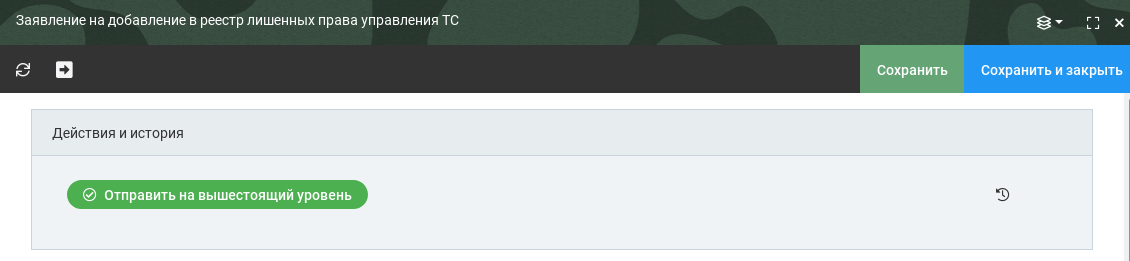 Заявление на добавление в реестр лишенных права управления ТС
Сохранить
Сохранить и закрыть
Действия и история
Отправить на вышестоящий уровень